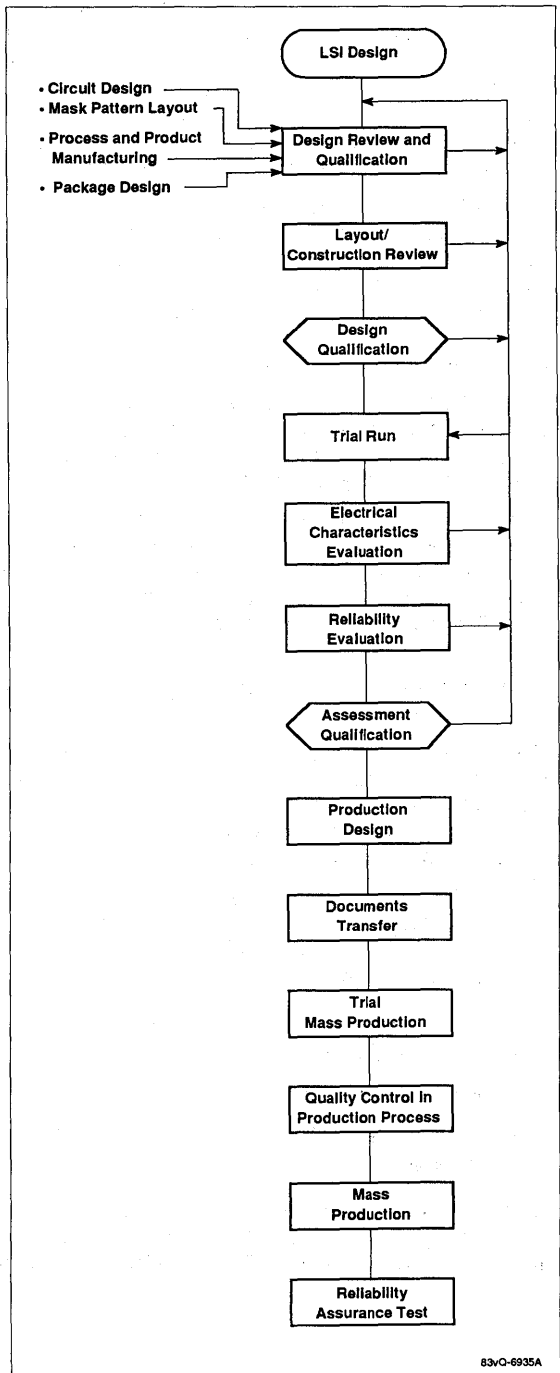 LSI Design
• Circuit Design
• Mask Pattern Layout
• Process and Product
Manufacturing
• Package Design
Design Review and
Qualification
Layout/
Construction Review
Design
Qualification
Trial Run
Electrical
Characteristics
Evaluation
Reliability
Evaluation
Assessment
Qualification
Production
Design
Documents
Transfer
Trial
Mass Production
Quality Control in
Production Process
Mass
Production
Reliability
Assurance Test
83vQ-6935A